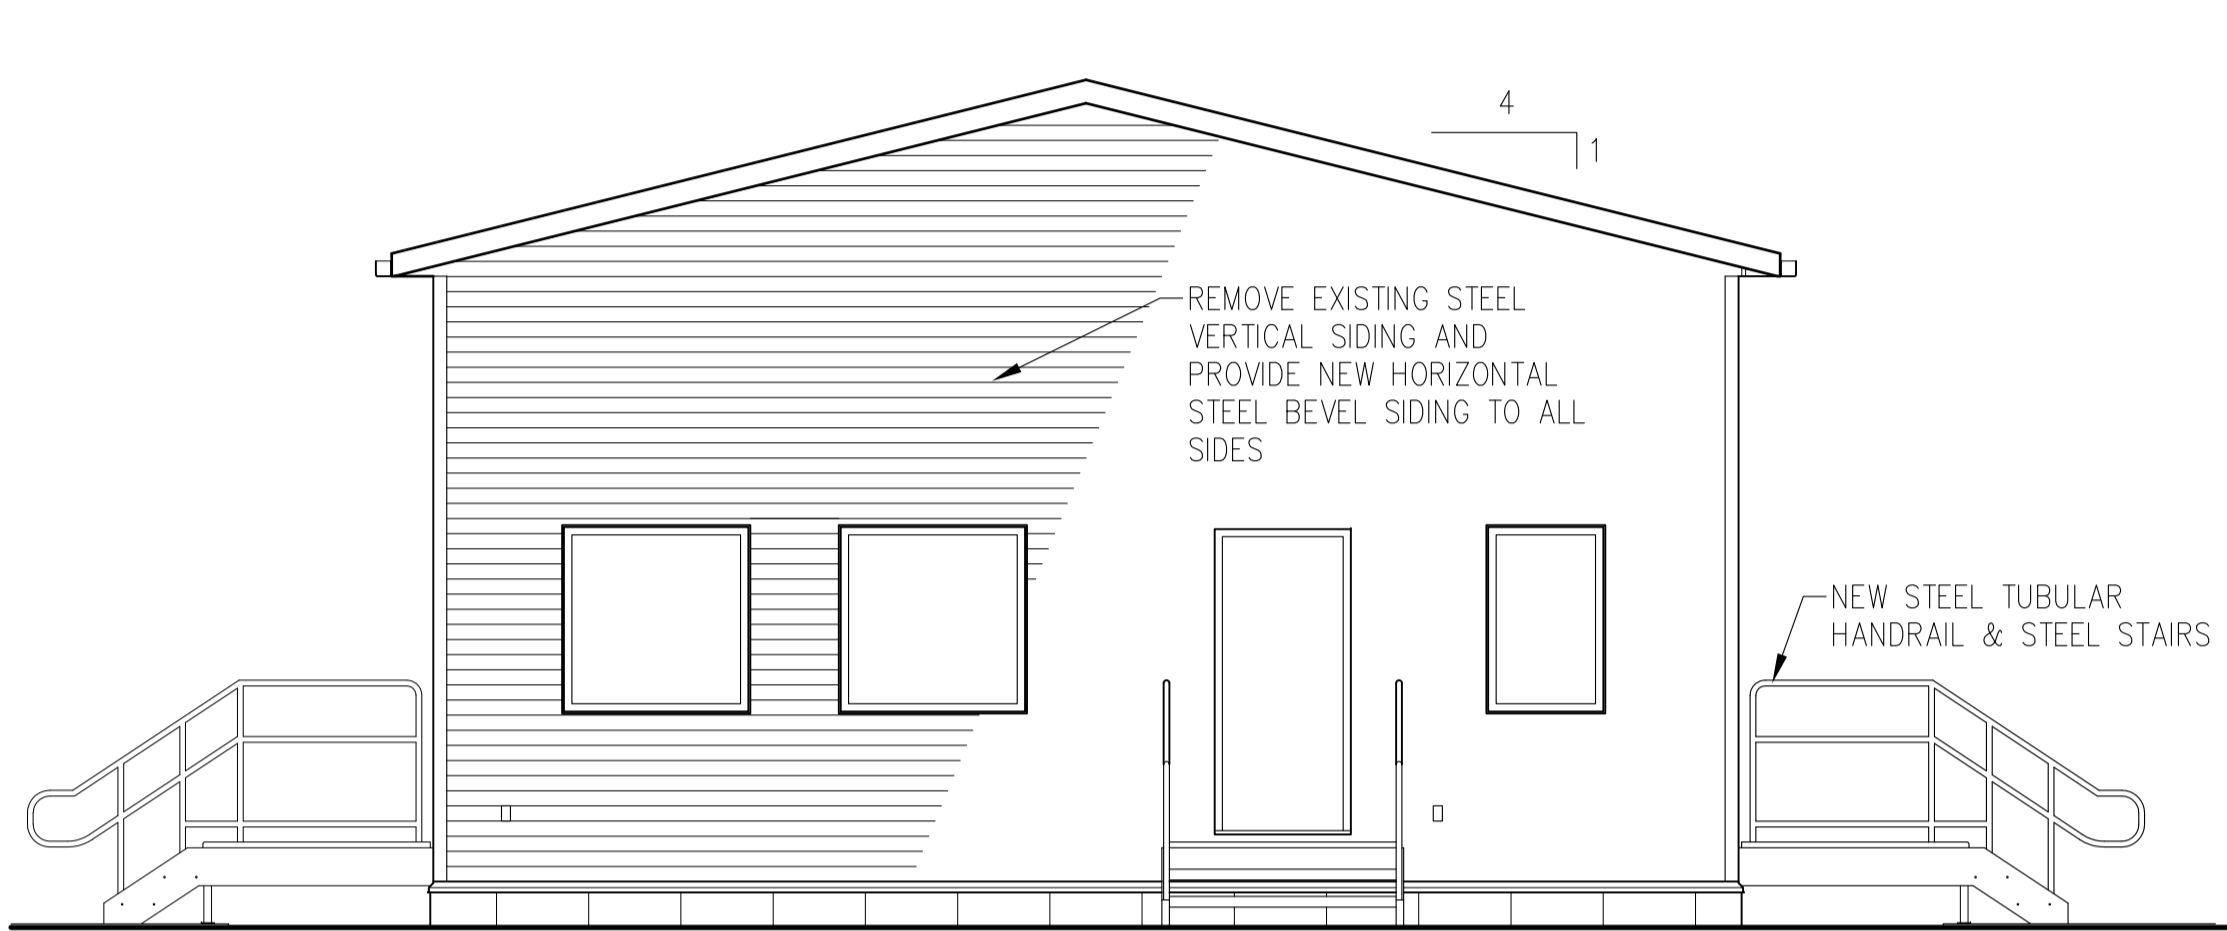 4
1
REMOVE EXISTING STEEL
VERTICAL SIDING AND
PROVIDE NEW HORIZONTAL
STEEL BEVEL SIDING TO ALL
SIDES
NEW STEEL TUBULAR
HANDRAIL & STEEL STAIRS